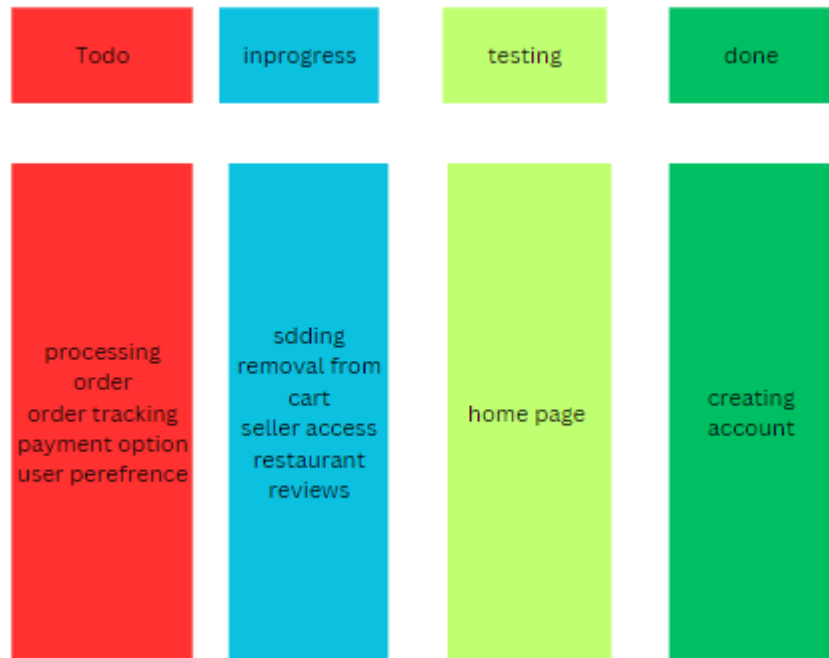 Todo
inprogress
testing
done
processing
order
order tracking
payment option
user perefrence
sdding
removal from
cart
seller access
restaurant
reviews
home page
creating
account